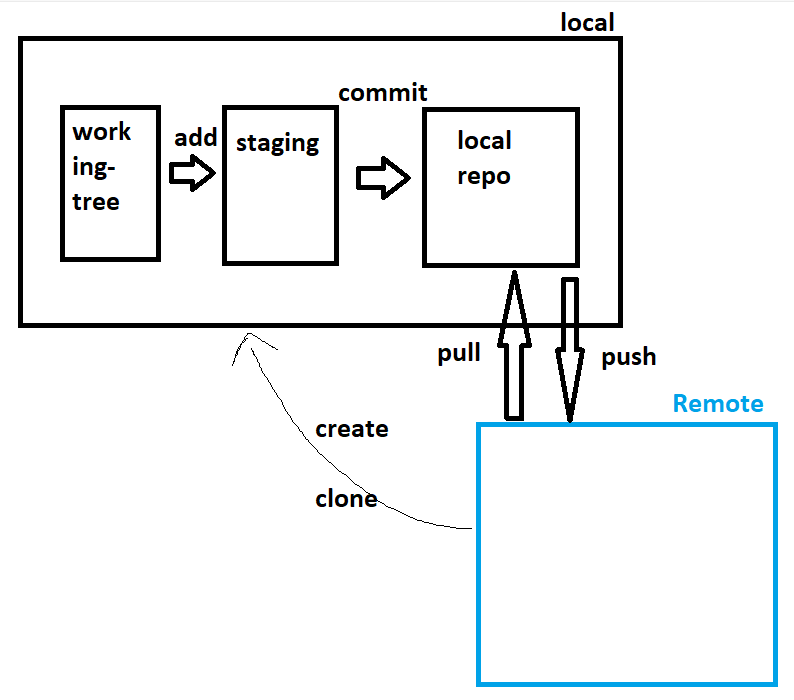 local
commit
work
ing-
tree
add
staging
local
repo
pull
push
Remote
create
clone